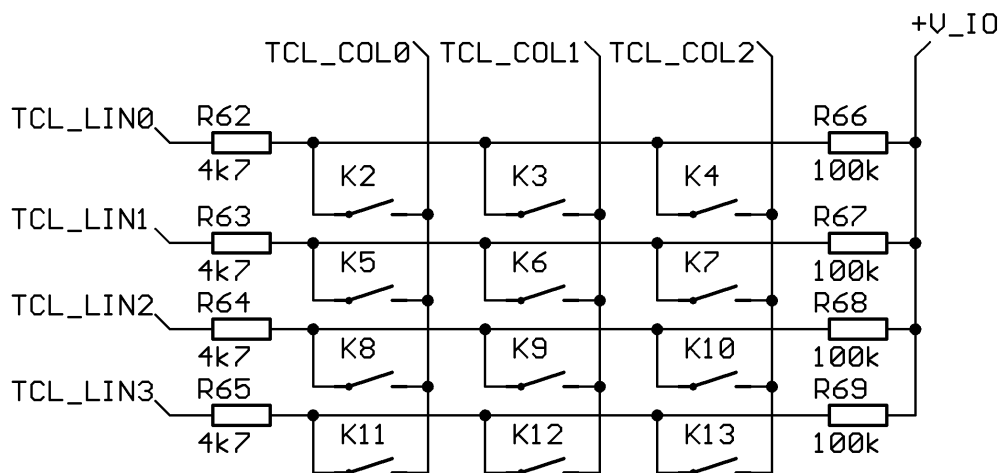 +V_IO
TCL_COL0 TCL_COL1 TCL_COL2
TCL_LIN0 R62 R66
4k7 100k
K2 K3 K4
TCL_LIN1 R63 R67
4k7 100k
K5 K6 K7
TCL_LIN2 R64 R68
4k7 100k
K8 K9 K10
TCL_LIN3 R65 R69
4k7 100k
K11 K12 K13